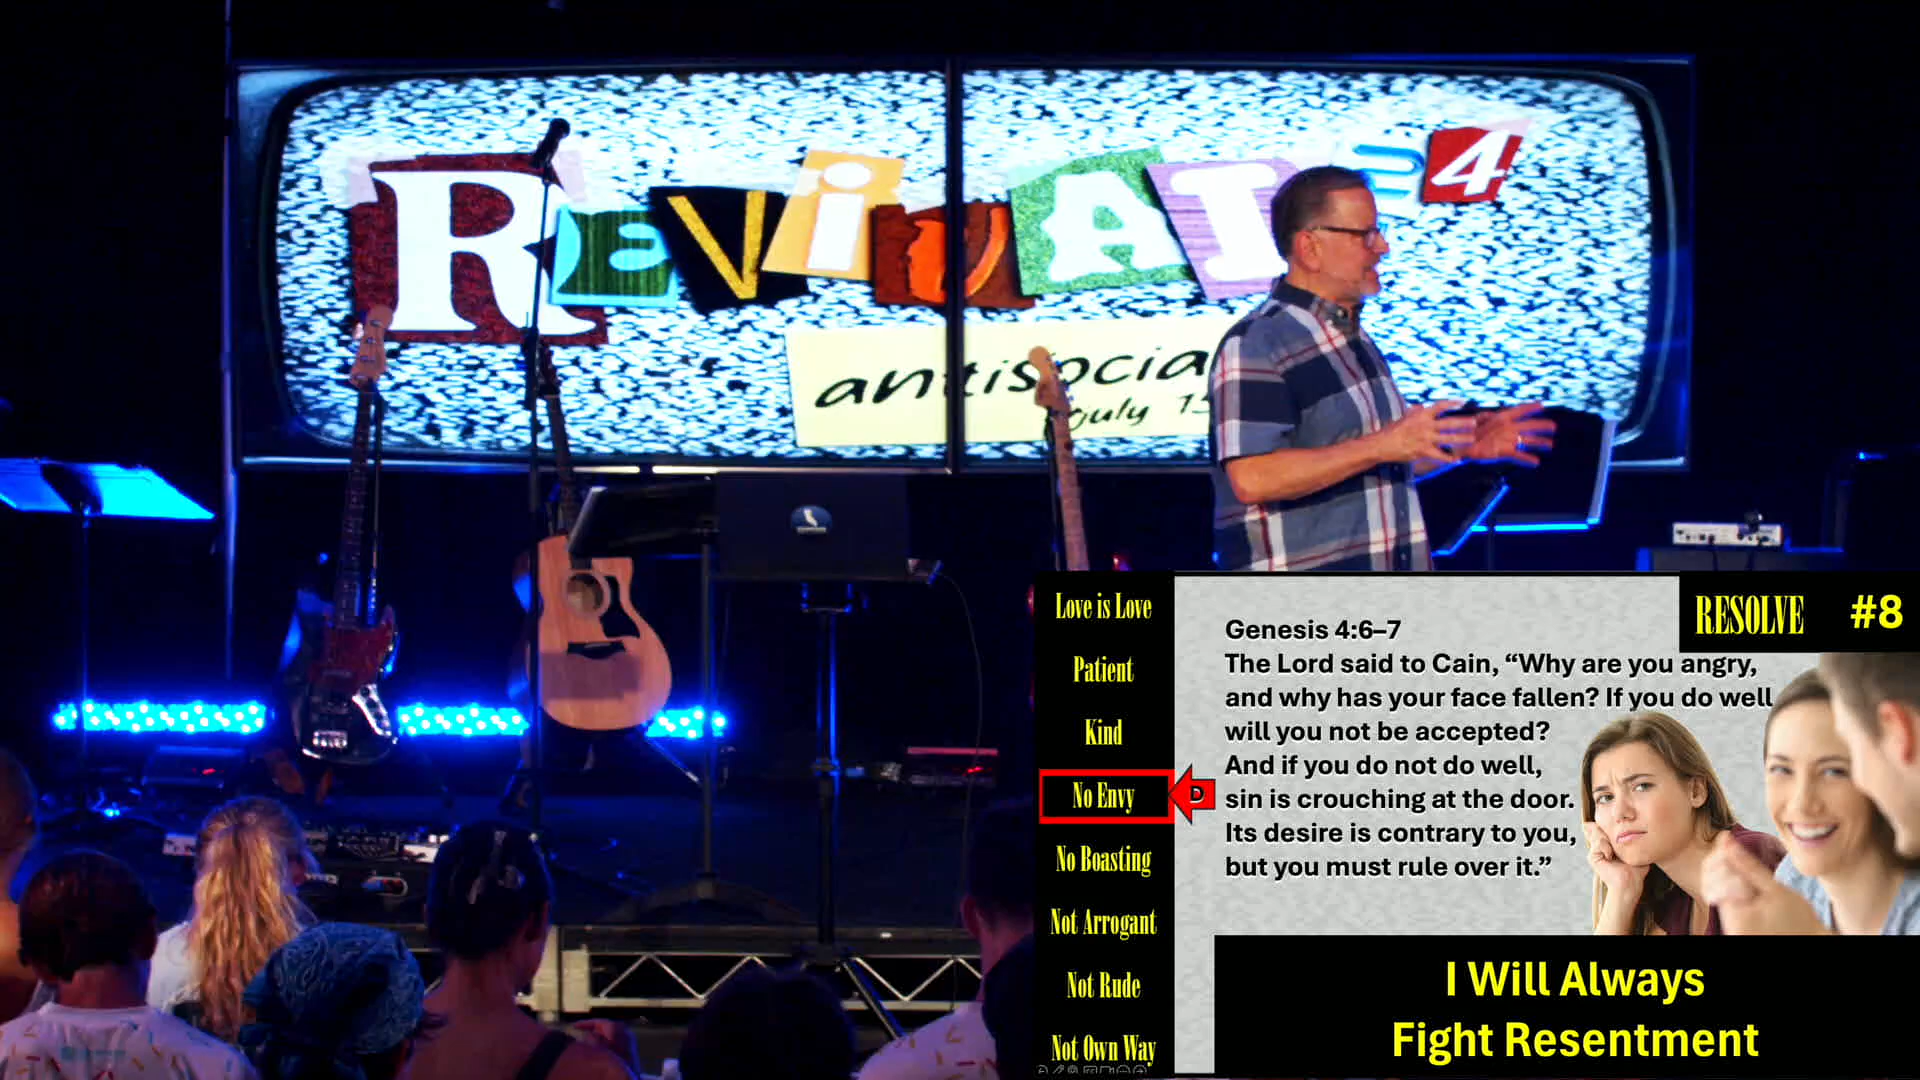 ReViVAL 24
antisocial
july 15
Love is Love
Patient
Kind
No Envy
No Boasting
Not Arrogant
Not Rude
Not Own Way
D
RESOLVE #8
Genesis 4:6–7
The Lord said to Cain, “Why are you angry,
and why has your face fallen? If you do well
will you not be accepted?
And if you do not do well,
sin is crouching at the door.
Its desire is contrary to you,
but you must rule over it.”
I Will Always
Fight Resentment